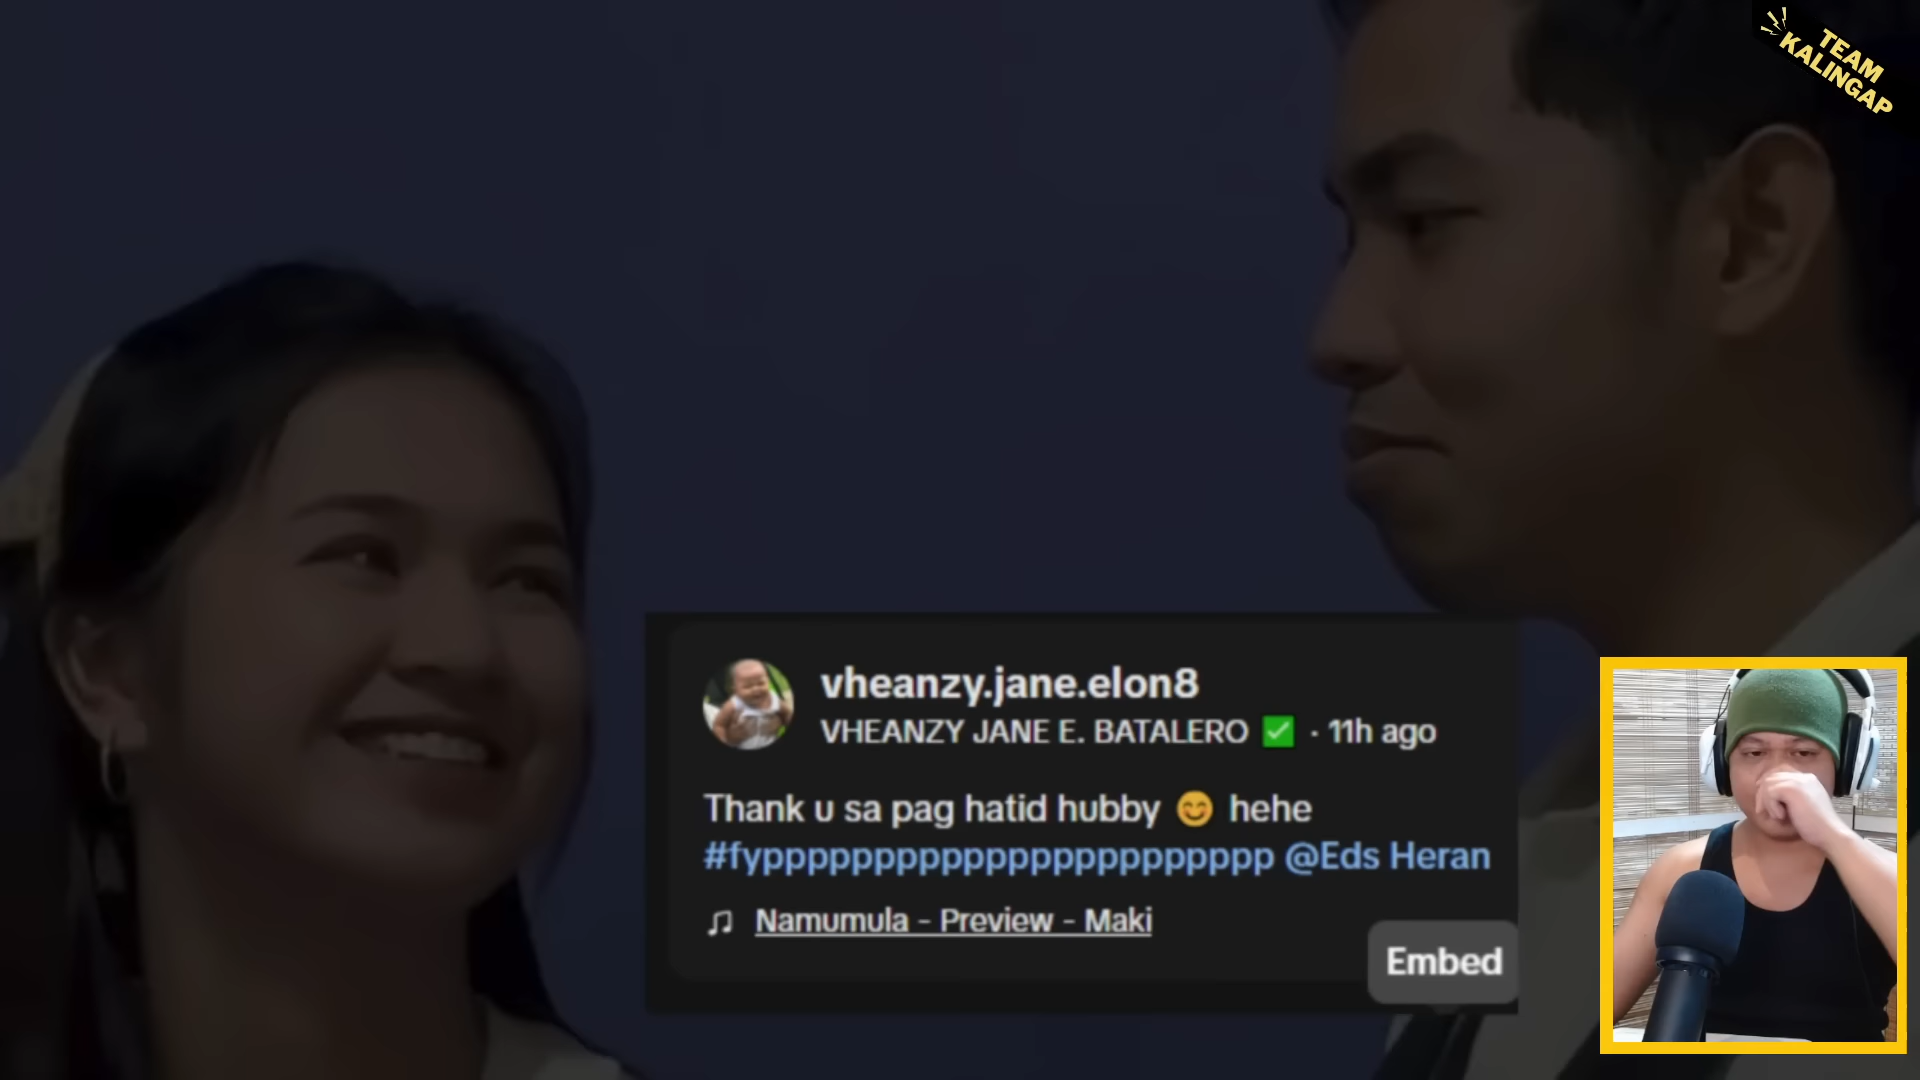 TEAM
KALINGAP
vheanzy.jane.elon8
VHEANZY JANE E. BATALERO ✅ · 11h ago
Thank u sa pag hatid hubby 😊 hehe
#fyppppppppppppppppppppppp @Eds Heran
Namumula - Preview - Maki
Embed